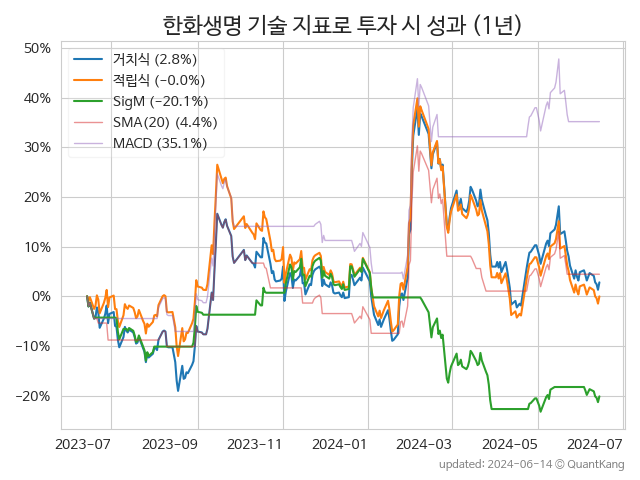 한화생명 기술 지표로 투자 시 성과 (1년)
거치식 (2.8%)
적립식 (−0.0%)
SigM (−20.1%)
SMA(20) (4.4%)
MACD (35.1%)
50%
40%
30%
20%
10%
0%
−10%
−20%
2023-07 2023-09 2023-11 2024-01 2024-03 2024-05 2024-07
updated: 2024-06-14 © QuantKang